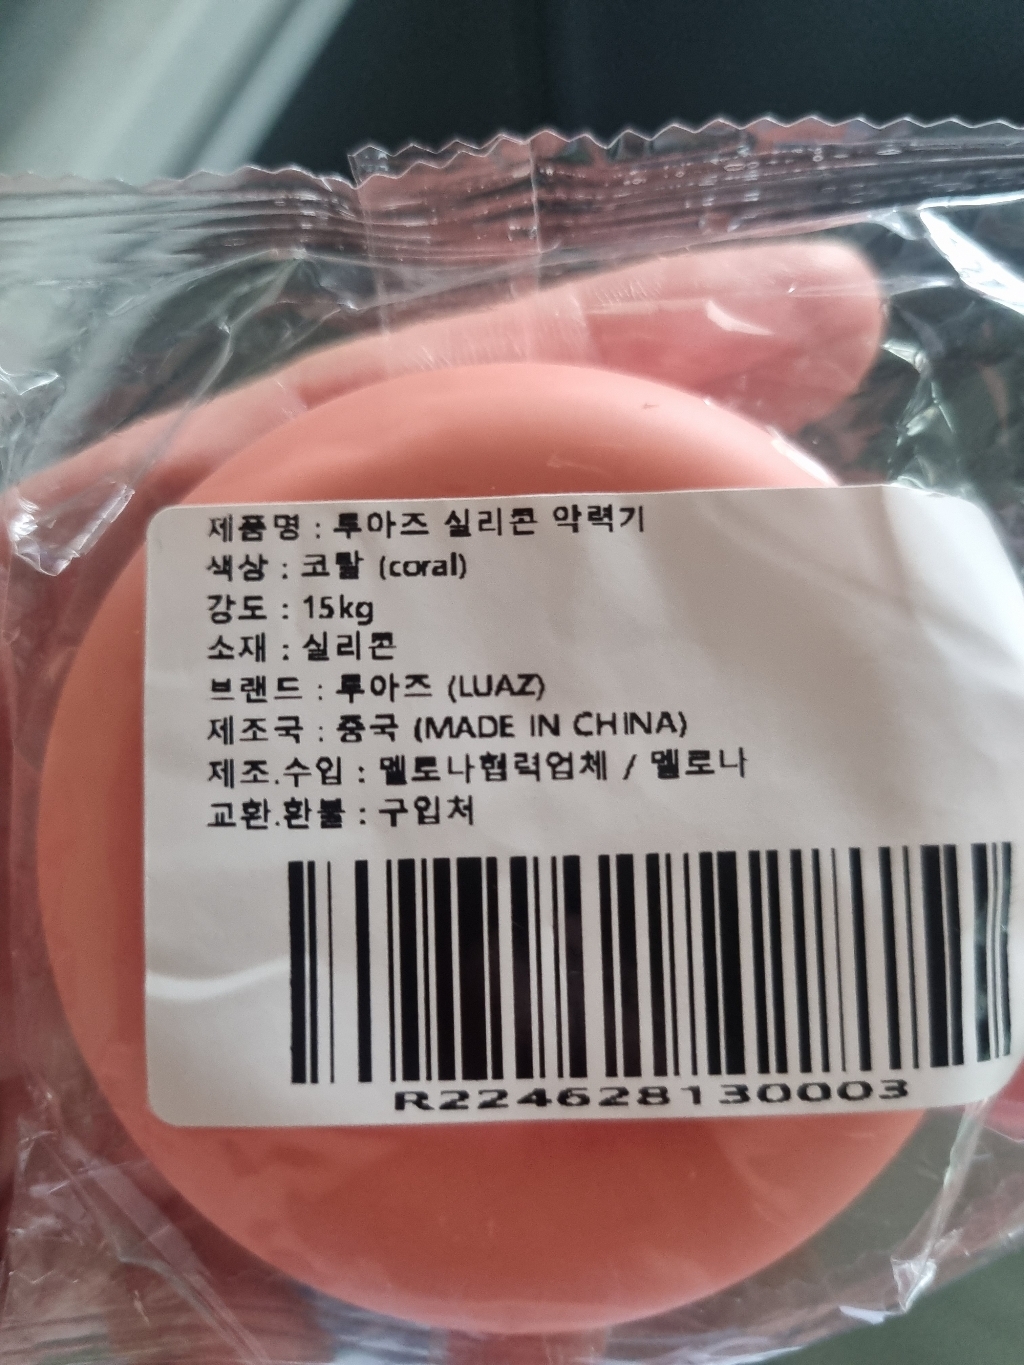 제품명 : 루아즈 실리콘 악력기
색상 : 코랄 (coral)
강도 : 15kg
소재 : 실리콘
브랜드 : 루아즈 (LUAZ)
제조국 : 중국 (MADE IN CHINA)
제조.수입 : 멜로나협력업체 / 멜로나
교환.환불 : 구입처
R224628130003